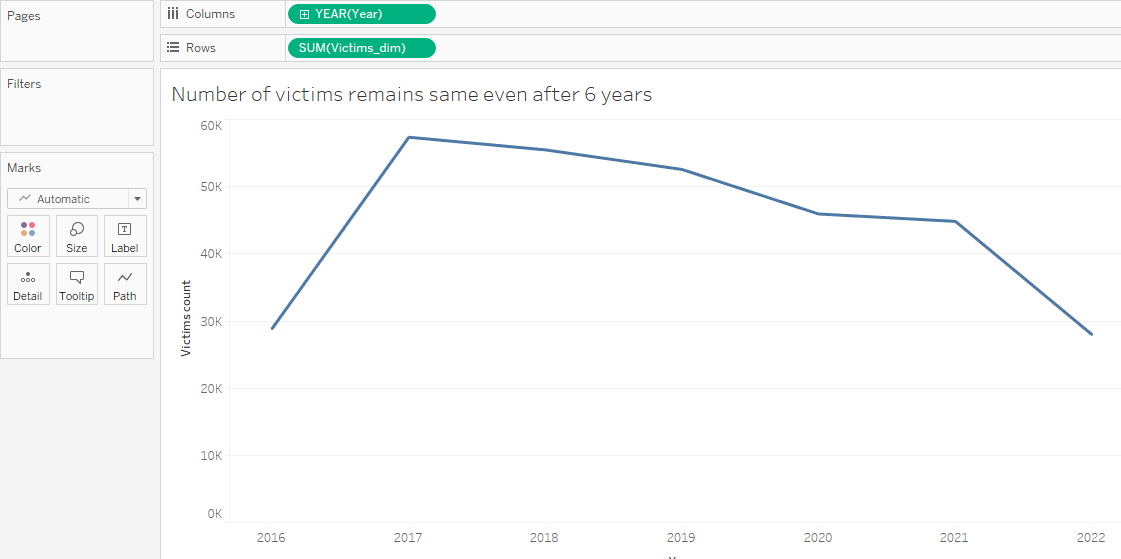 Pages
Columns
YEAR(Year)
Rows
SUM(Victims_dim)
Filters
Marks
Automatic
Color
Size
Label
Detail
Tooltip
Path
Number of victims remains same even after 6 years
60K
50K
40K
30K
20K
10K
0K
Victims count
2016 2017 2018 2019 2020 2021 2022